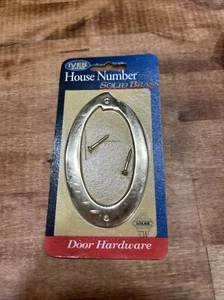 IVES
House Number
SOLID BRASS
Door Hardware